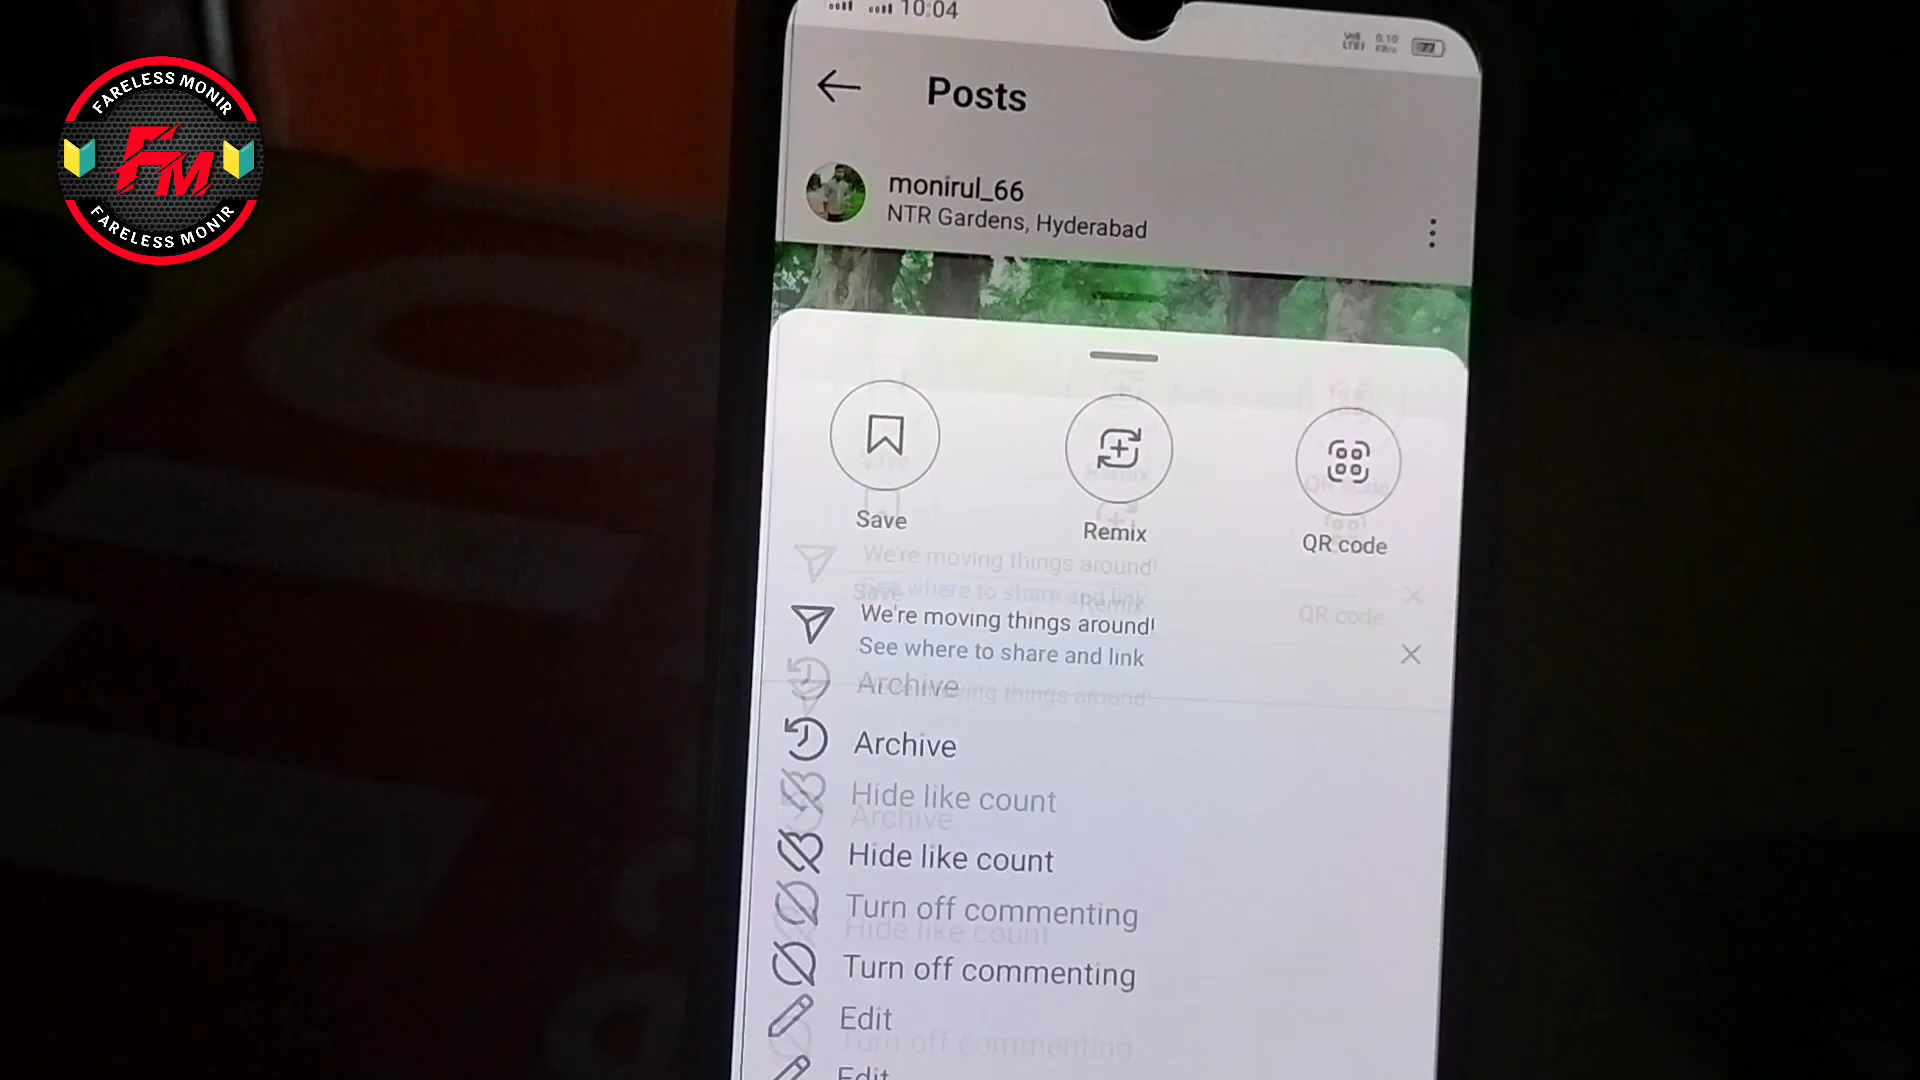 FARELESS MONIR
FM
FARELESS MONIR
10:04
Posts
monirul_66
NTR Gardens, Hyderabad
Save
Remix
QR code
We're moving things around!
See where to share and link
Archive
Hide like count
Turn off commenting
Edit